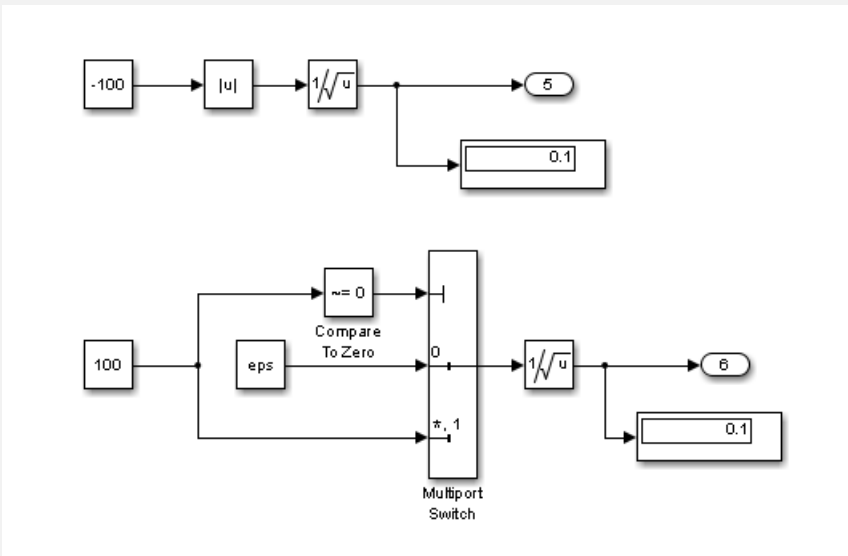 -100
|u|
1/√u
5
0.1
~= 0
Compare
To Zero
100
eps
0
1/√u
6
*, 1
0.1
Multiport
Switch